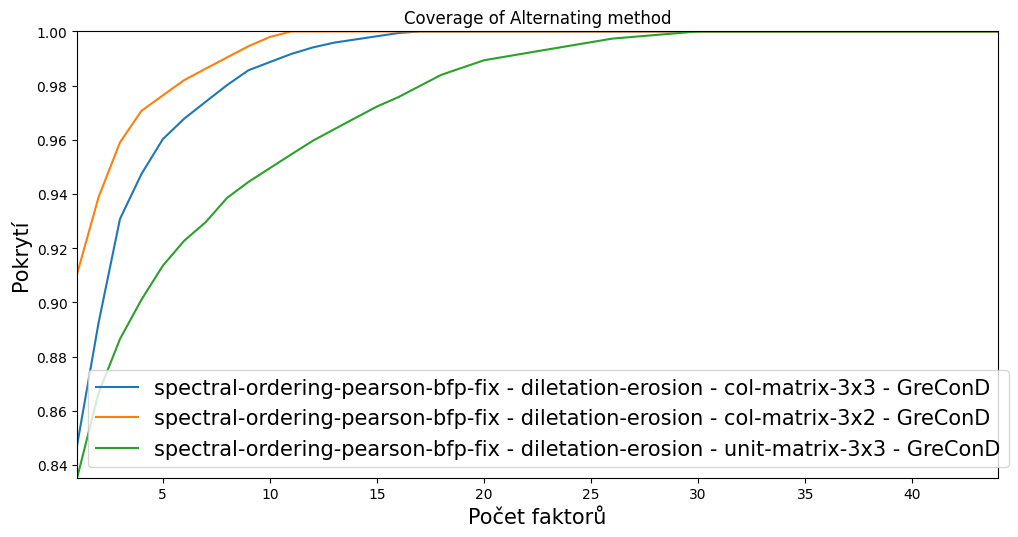 Coverage of Alternating method
1.00
0.98
0.96
0.94
0.92
0.90
0.88
0.86
0.84
Pokrytí
spectral-ordering-pearson-bfp-fix - diletation-erosion - col-matrix-3x3 - GreConD
spectral-ordering-pearson-bfp-fix - diletation-erosion - col-matrix-3x2 - GreConD
spectral-ordering-pearson-bfp-fix - diletation-erosion - unit-matrix-3x3 - GreConD
5 10 15 20 25 30 35 40
Počet faktorů